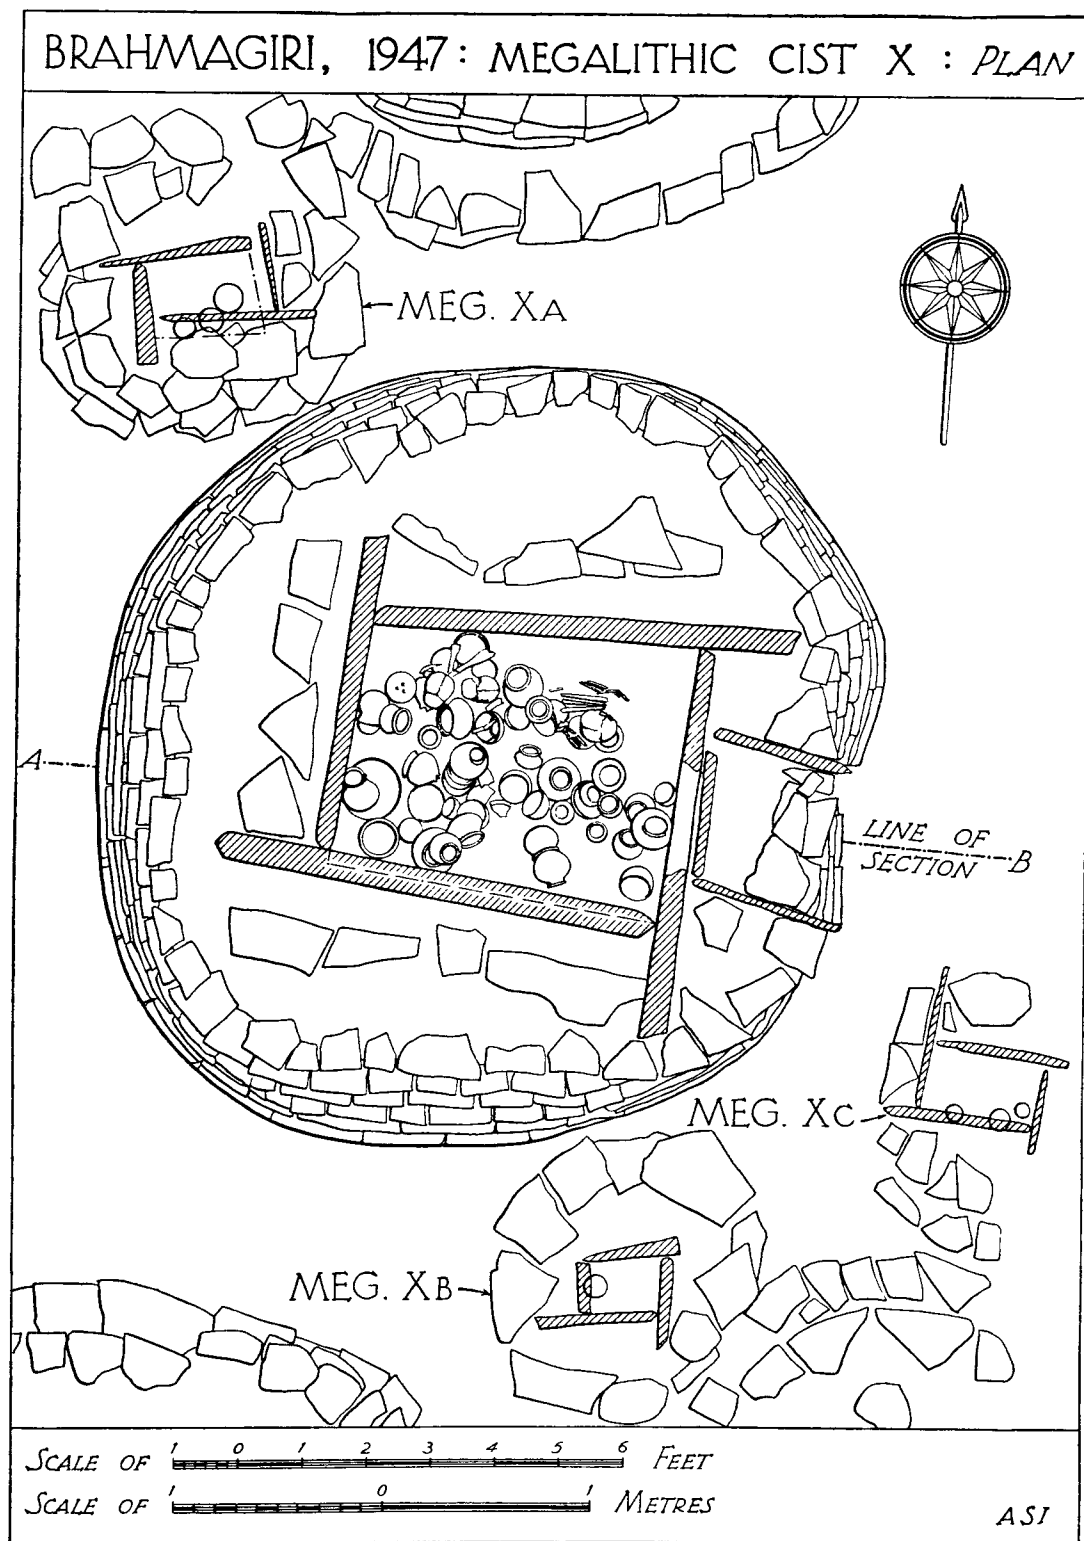 BRAHMAGIRI, 1947: MEGALITHIC CIST X: PLAN
MEG. XA
A
LINE OF
SECTION
B
MEG. XC
MEG. XB
SCALE OF 1 0 1 2 3 4 5 6 FEET
SCALE OF 1 0 1 METRES
ASI